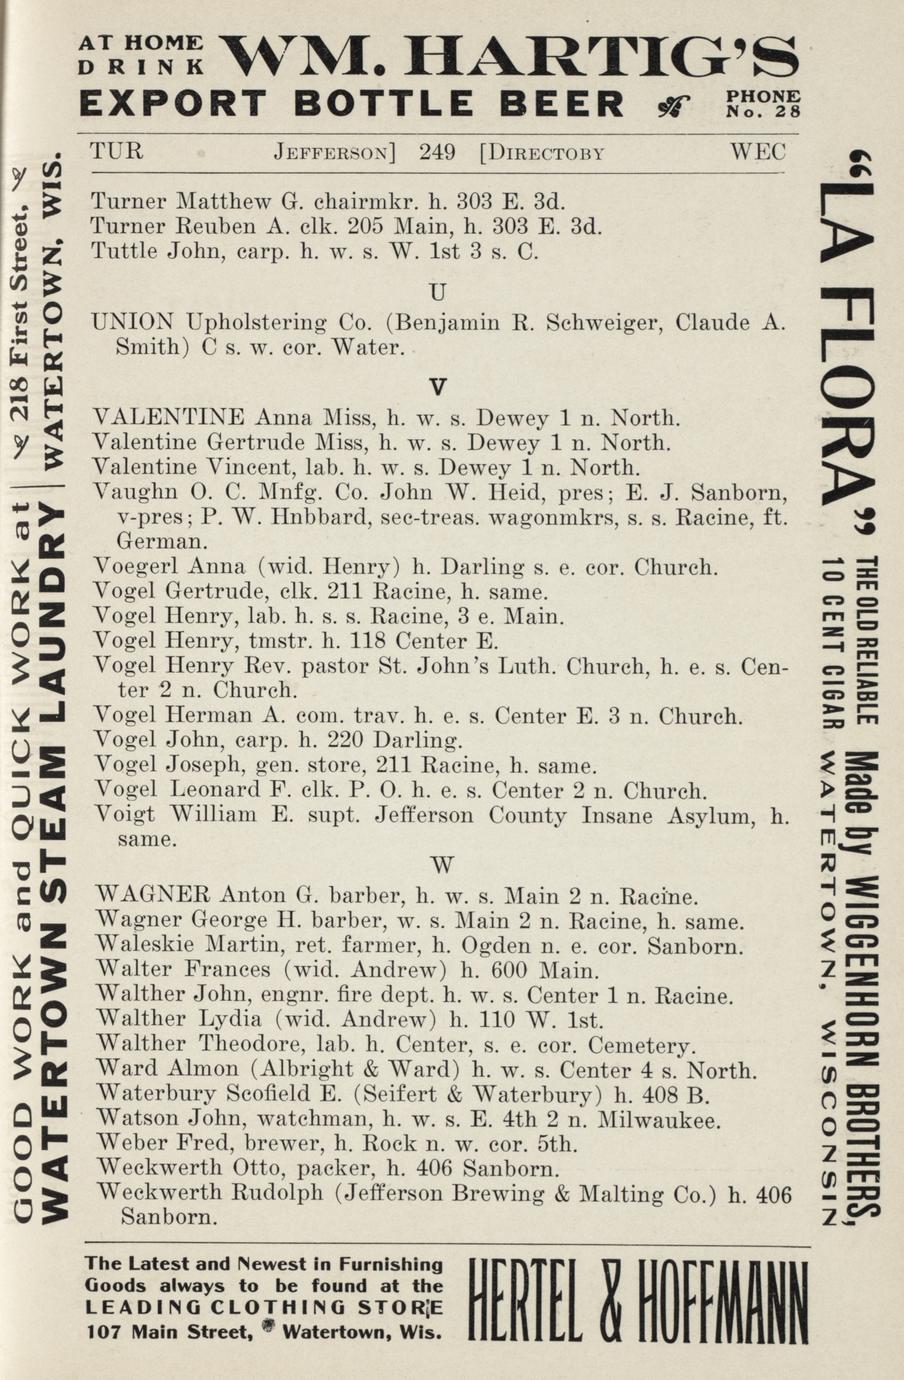 AT HOME
DRINK WM. HARTIG'S
EXPORT BOTTLE BEER PHONE
No. 28
TUR JEFFERSON] 249 [DIRECTOBY WEC
Turner Matthew G. chairmkr. h. 303 E. 3d.
Turner Reuben A. clk. 205 Main, h. 303 E. 3d.
Tuttle John, carp. h. w. s. W. 1st 3 s. C.
U
UNION Upholstering Co. (Benjamin R. Schweiger, Claude A.
Smith) C s. w. cor. Water.
V
VALENTINE Anna Miss, h. w. s. Dewey 1 n. North.
Valentine Gertrude Miss, h. w. s. Dewey 1 n. North.
Valentine Vincent, lab. h. w. s. Dewey 1 n. North.
Vaughn O. C. Mnfg. Co. John W. Heid, pres; E. J. Sanborn,
v-pres; P. W. Hnbbard, sec-treas. wagonmkrs, s. s. Racine, ft.
German.
Voegerl Anna (wid. Henry) h. Darling s. e. cor. Church.
Vogel Gertrude, clk. 211 Racine, h. same.
Vogel Henry, lab. h. s. s. Racine, 3 e. Main.
Vogel Henry, tmstr. h. 118 Center E.
Vogel Henry Rev. pastor St. John's Luth. Church, h. e. s. Cen-
ter 2 n. Church.
Vogel Herman A. com. trav. h. e. s. Center E. 3 n. Church.
Vogel John, carp. h. 220 Darling.
Vogel Joseph, gen. store, 211 Racine, h. same.
Vogel Leonard F. clk. P. O. h. e. s. Center 2 n. Church.
Voigt William E. supt. Jefferson County Insane Asylum, h.
same.
W
WAGNER Anton G. barber, h. w. s. Main 2 n. Racine.
Wagner George H. barber, w. s. Main 2 n. Racine, h. same.
Waleskie Martin, ret. farmer, h. Ogden n. e. cor. Sanborn.
Walter Frances (wid. Andrew) h. 600 Main.
Walther John, engnr. fire dept. h. w. s. Center 1 n. Racine.
Walther Lydia (wid. Andrew) h. 110 W. 1st.
Walther Theodore, lab. h. Center, s. e. cor. Cemetery.
Ward Almon (Albright & Ward) h. w. s. Center 4 s. North.
Waterbury Scofield E. (Seifert & Waterbury) h. 408 B.
Watson John, watchman, h. w. s. E. 4th 2 n. Milwaukee.
Weber Fred, brewer, h. Rock n. w. cor. 5th.
Weckwerth Otto, packer, h. 406 Sanborn.
Weckwerth Rudolph (Jefferson Brewing & Malting Co.) h. 406
Sanborn.
GOOD WORK and QUICK WORK at 218 First Street,
WATERTOWN STEAM LAUNDRY WATERTOWN, WIS.
"LA FLORA" THE OLD RELIABLE
10 CENT CIGAR
Made by WIGGENHORN BROTHERS,
WATERTOWN, WISCONSIN
The Latest and Newest in Furnishing
Goods always to be found at the
LEADING CLOTHING STORE
107 Main Street, Watertown, Wis.
HERTEL & HOFFMANN